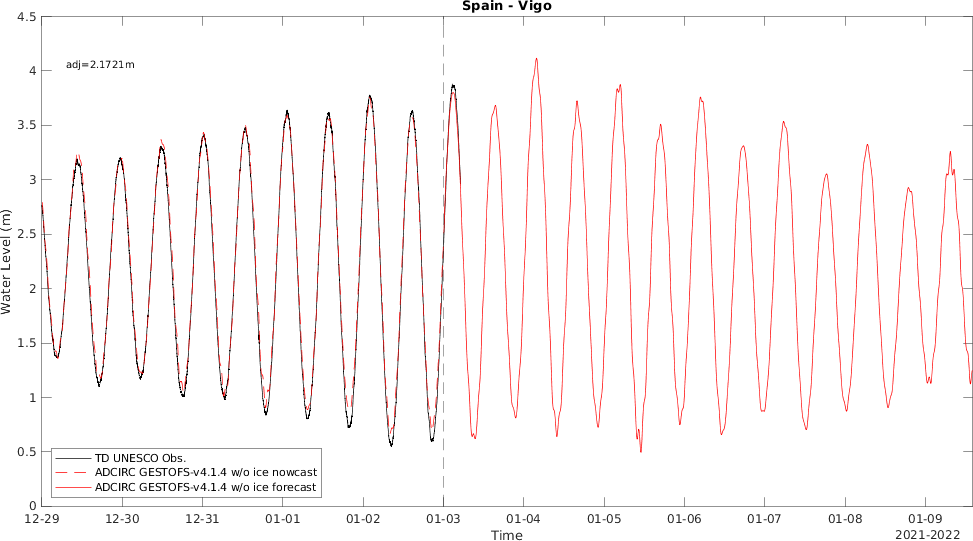 Spain - Vigo
4.5
4
3.5
3
2.5
2
1.5
1
0.5
0
Water Level (m)
adj=2.1721m
TD UNESCO Obs.
ADCIRC GESTOFS-v4.1.4 w/o ice nowcast
ADCIRC GESTOFS-v4.1.4 w/o ice forecast
12-29 12-30 12-31 01-01 01-02 01-03 01-04 01-05 01-06 01-07 01-08 01-09
Time
2021-2022